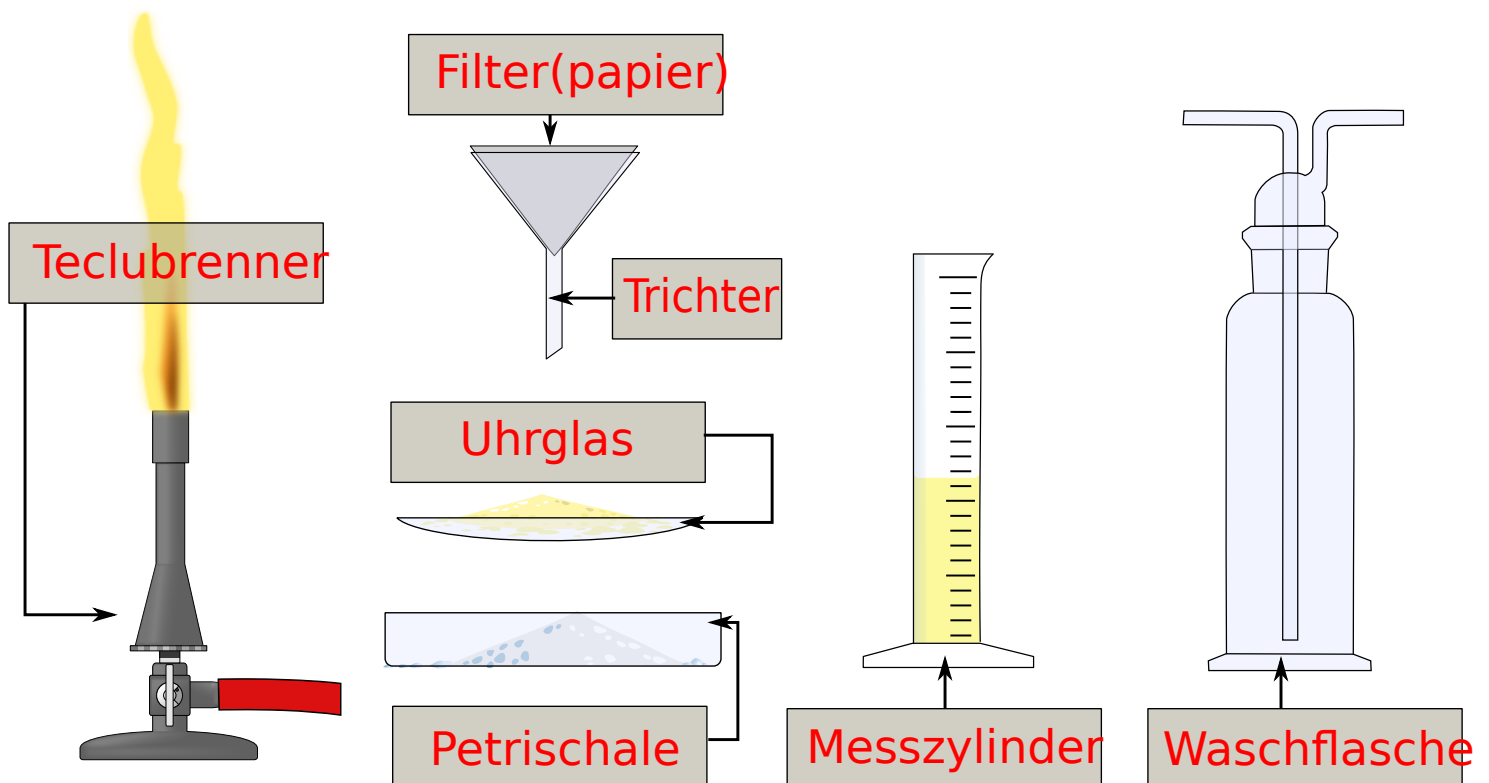 Filter(papier)
Teclubrenner
Trichter
Uhrglas
Petrischale
Messzylinder
Waschflasche